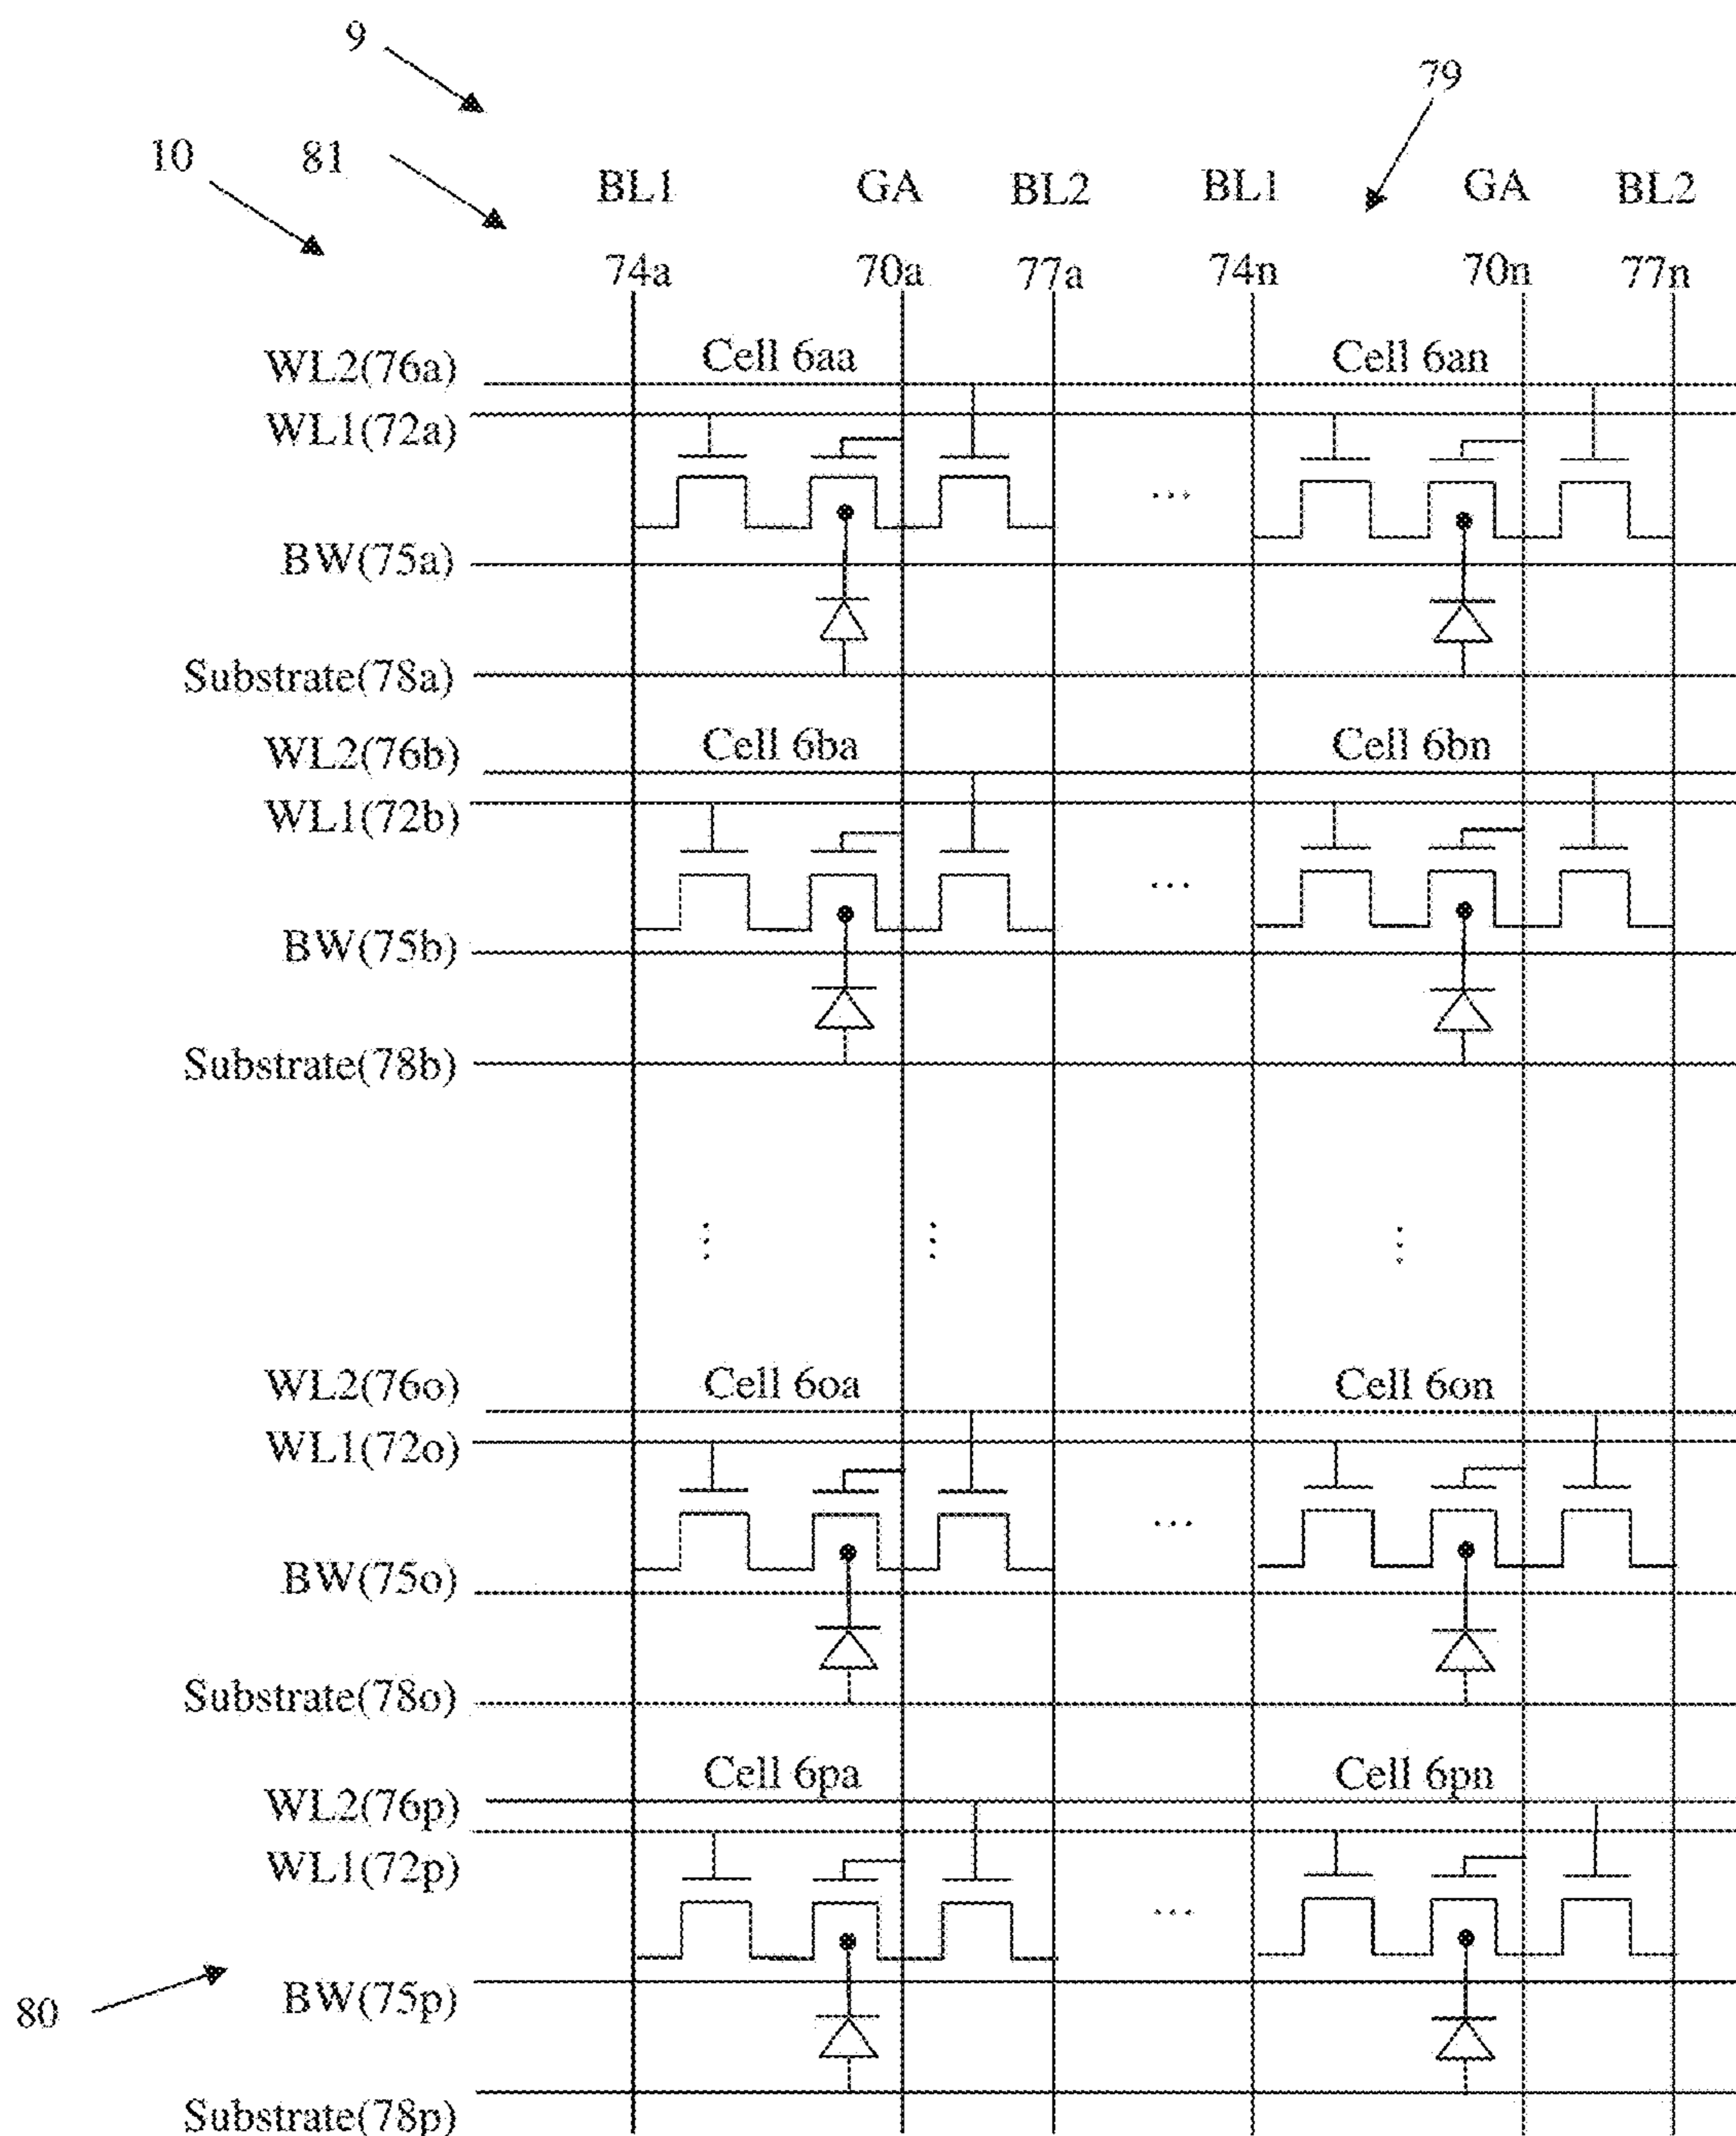 9
79
10 81
BL1 GA BL2 BL1 GA BL2
74a 70a 77a 74n 70n 77n
WL2(76a) Cell 6aa Cell 6an
WL1(72a)
...
BW(75a)
Substrate(78a)
WL2(76b) Cell 6ba Cell 6bn
WL1(72b)
...
BW(75b)
Substrate(78b)
WL2(76o) Cell 6oa Cell 6on
WL1(72o)
...
BW(75o)
Substrate(78o)
Cell 6pa Cell 6pn
WL2(76p)
WL1(72p)
...
BW(75p)
80
Substrate(78p)